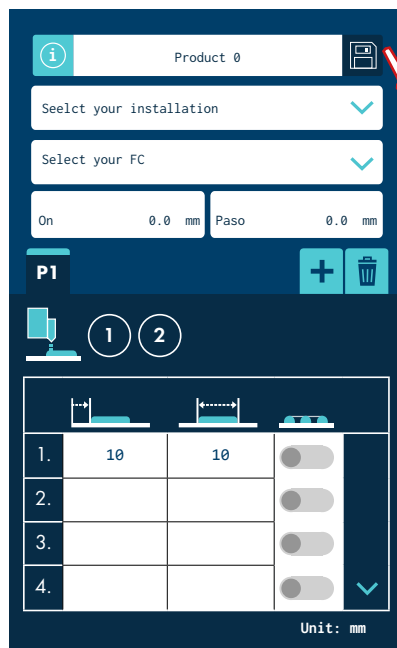 i Product 0
Seelct your installation
Select your FC
On 0.0 mm Paso 0.0 mm
P1 +
1 2
1. 10 10
2.
3.
4.
Unit: mm